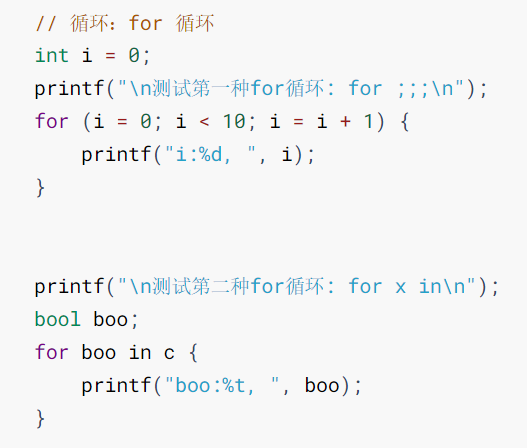 // 循环：for 循环
int i = 0;
printf("\n测试第一种for循环: for ;;;\n");
for (i = 0; i < 10; i = i + 1) {
    printf("i:%d, ", i);
}
printf("\n测试第二种for循环: for x in\n");
bool boo;
for boo in c {
    printf("boo:%t, ", boo);
}